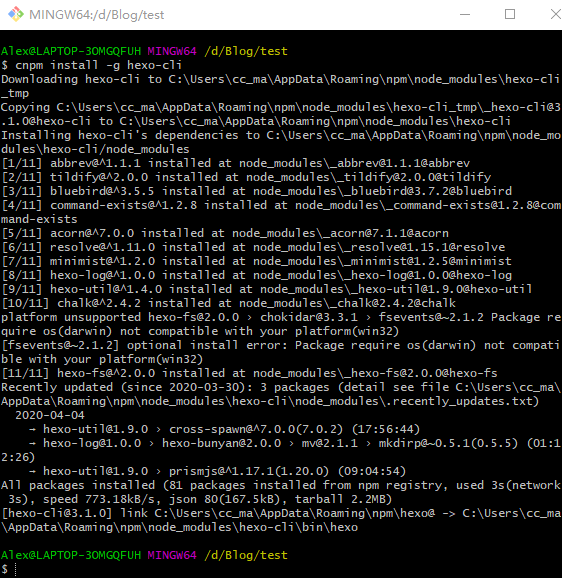 MINGW64:/d/Blog/test
Alex@LAPTOP-3OMGQFUH MINGW64 /d/Blog/test
$ cnpm install -g hexo-cli
Downloading hexo-cli to C:\Users\cc_ma\AppData\Roaming\npm\node_modules\hexo-cli
_tmp
Copying C:\Users\cc_ma\AppData\Roaming\npm\node_modules\hexo-cli_tmp\_hexo-cli@3
.1.0@hexo-cli to C:\Users\cc_ma\AppData\Roaming\npm\node_modules\hexo-cli
Installing hexo-cli's dependencies to C:\Users\cc_ma\AppData\Roaming\npm\node_mo
dules\hexo-cli/node_modules
[1/11] abbrev@^1.1.1 installed at node_modules\_abbrev@1.1.1@abbrev
[2/11] tildify@^2.0.0 installed at node_modules\_tildify@2.0.0@tildify
[3/11] bluebird@^3.5.5 installed at node_modules\_bluebird@3.7.2@bluebird
[4/11] command-exists@^1.2.8 installed at node_modules\_command-exists@1.2.8@com
mand-exists
[5/11] acorn@^7.0.0 installed at node_modules\_acorn@7.1.1@acorn
[6/11] resolve@^1.11.0 installed at node_modules\_resolve@1.15.1@resolve
[7/11] minimist@^1.2.0 installed at node_modules\_minimist@1.2.5@minimist
[8/11] hexo-log@^1.0.0 installed at node_modules\_hexo-log@1.0.0@hexo-log
[9/11] hexo-util@^1.4.0 installed at node_modules\_hexo-util@1.9.0@hexo-util
[10/11] chalk@^2.4.2 installed at node_modules\_chalk@2.4.2@chalk
platform unsupported hexo-fs@2.0.0 › chokidar@3.3.1 › fsevents@~2.1.2 Package re
quire os(darwin) not compatible with your platform(win32)
[fsevents@~2.1.2] optional install error: Package require os(darwin) not compati
ble with your platform(win32)
[11/11] hexo-fs@^2.0.0 installed at node_modules\_hexo-fs@2.0.0@hexo-fs
Recently updated (since 2020-03-30): 3 packages (detail see file C:\Users\cc_ma\
AppData\Roaming\npm\node_modules\hexo-cli\node_modules\.recently_updates.txt)
  2020-04-04
    → hexo-util@1.9.0 › cross-spawn@^7.0.0(7.0.2) (17:56:44)
    → hexo-log@1.0.0 › hexo-bunyan@2.0.0 › mv@2.1.1 › mkdirp@~0.5.1(0.5.5) (01:1
2:26)
    → hexo-util@1.9.0 › prismjs@^1.17.1(1.20.0) (09:04:54)
All packages installed (81 packages installed from npm registry, used 3s(network
 3s), speed 773.18kB/s, json 80(167.5kB), tarball 2.2MB)
[hexo-cli@3.1.0] link C:\Users\cc_ma\AppData\Roaming\npm\hexo@ -> C:\Users\cc_ma
\AppData\Roaming\npm\node_modules\hexo-cli\bin\hexo
Alex@LAPTOP-3OMGQFUH MINGW64 /d/Blog/test
$